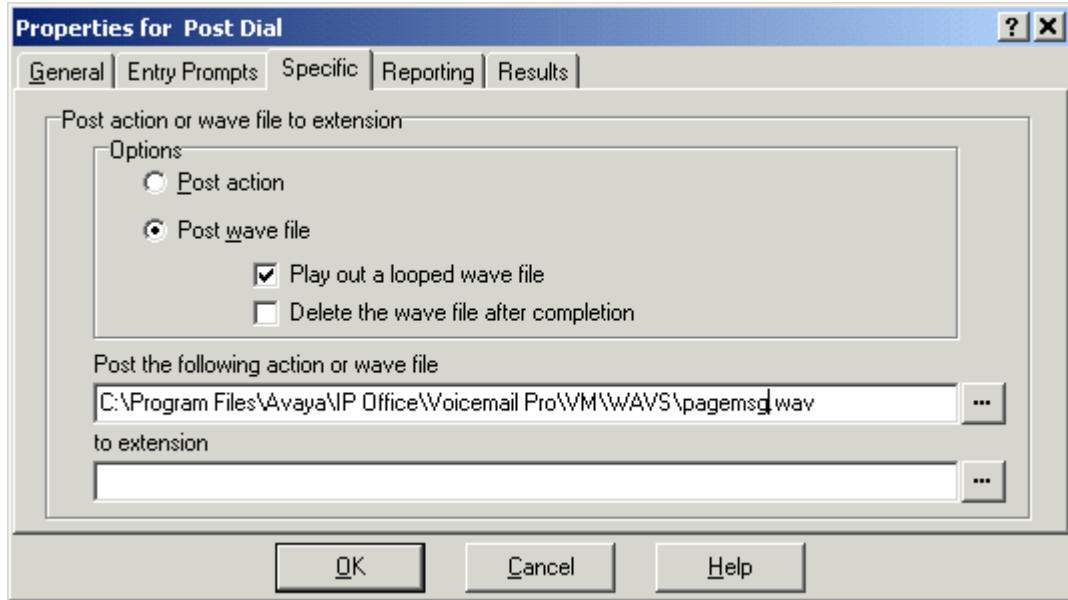 Properties for Post Dial
General Entry Prompts Specific Reporting Results
Post action or wave file to extension
Options
Post action
Post wave file
Play out a looped wave file
Delete the wave file after completion
Post the following action or wave file
C:\Program Files\Avaya\IP Office\Voicemail Pro\VM\WAVS\pagemsg.wav
...
to extension
...
OK Cancel Help